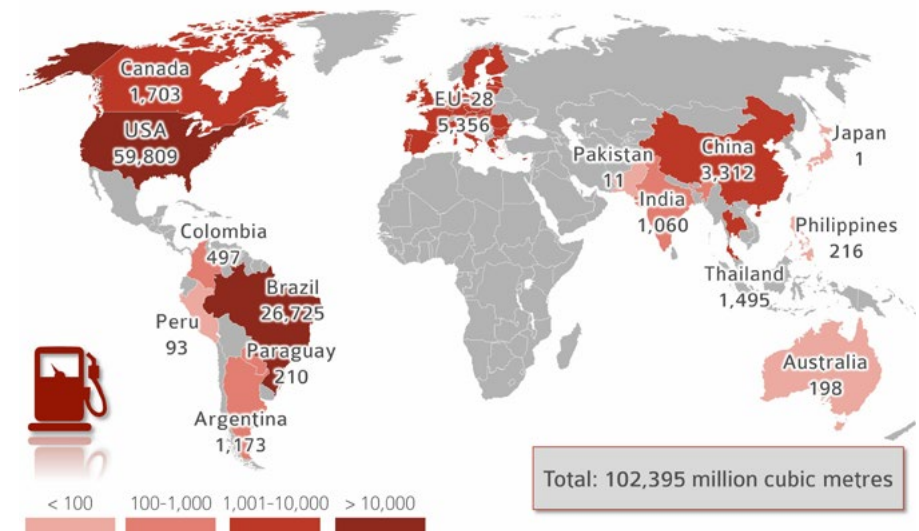 Canada
1,703
USA
59,809
EU-28
5,356
Pakistan
11
China
3,312
Japan
1
India
1,060
Philippines
216
Thailand
1,495
Colombia
497
Brazil
26,725
Peru
93
Paraguay
210
Argentina
1,173
Australia
198
Total: 102,395 million cubic metres
< 100 100-1,000 1,001-10,000 > 10,000